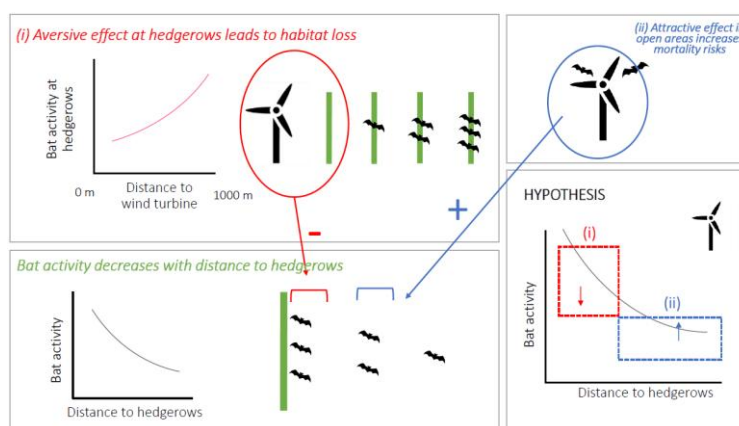 (i) Aversive effect at hedgerows leads to habitat loss
Bat activity at
hedgerows
0 m
Distance to
wind turbine
1000 m
(ii) Attractive effect i
open areas increase
mortality risks
-
+
Bat activity decreases with distance to hedgerows
Bat activity
Distance to hedgerows
HYPOTHESIS
(i)
(ii)
Bat activity
Distance to hedgerows